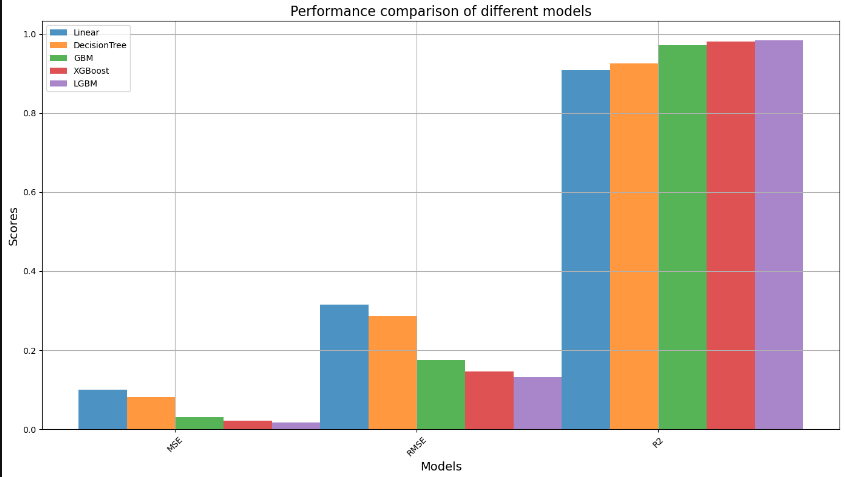 Performance comparison of different models
Linear
DecisionTree
GBM
XGBoost
LGBM
1.0
0.8
0.6
0.4
0.2
0.0
Scores
MSE
RMSE
R2
Models